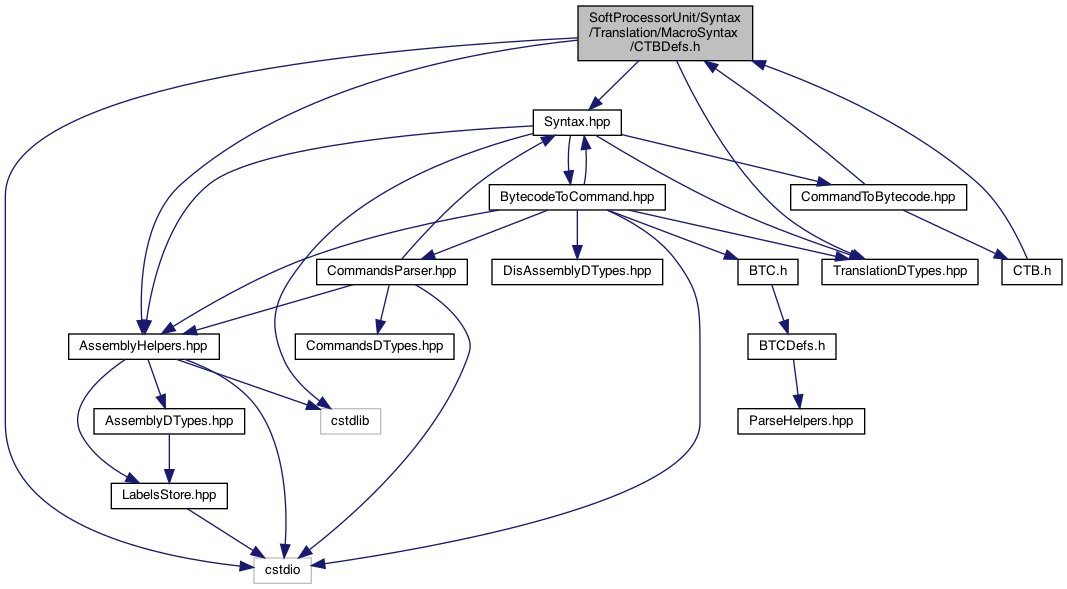 SoftProcessorUnit/Syntax
/Translation/MacroSyntax
/CTBDefs.h
Syntax.hpp
BytecodeToCommand.hpp
CommandToBytecode.hpp
CommandsParser.hpp
DisAssemblyDTypes.hpp
BTC.h
TranslationDTypes.hpp
CTB.h
AssemblyHelpers.hpp
CommandsDTypes.hpp
BTCDefs.h
AssemblyDTypes.hpp
cstdlib
ParseHelpers.hpp
LabelsStore.hpp
cstdio